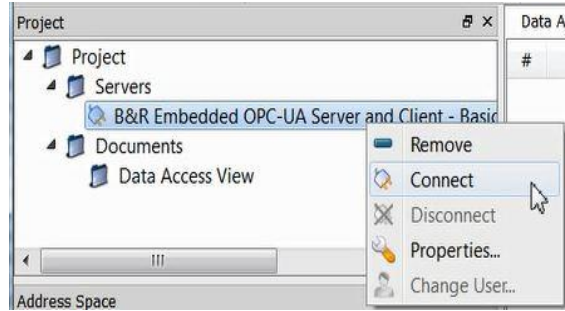 Project
Data A
#
Project
Servers
B&R Embedded OPC-UA Server and Client - Basic
Documents
Data Access View
Remove
Connect
Disconnect
Properties...
Change User...
Address Space